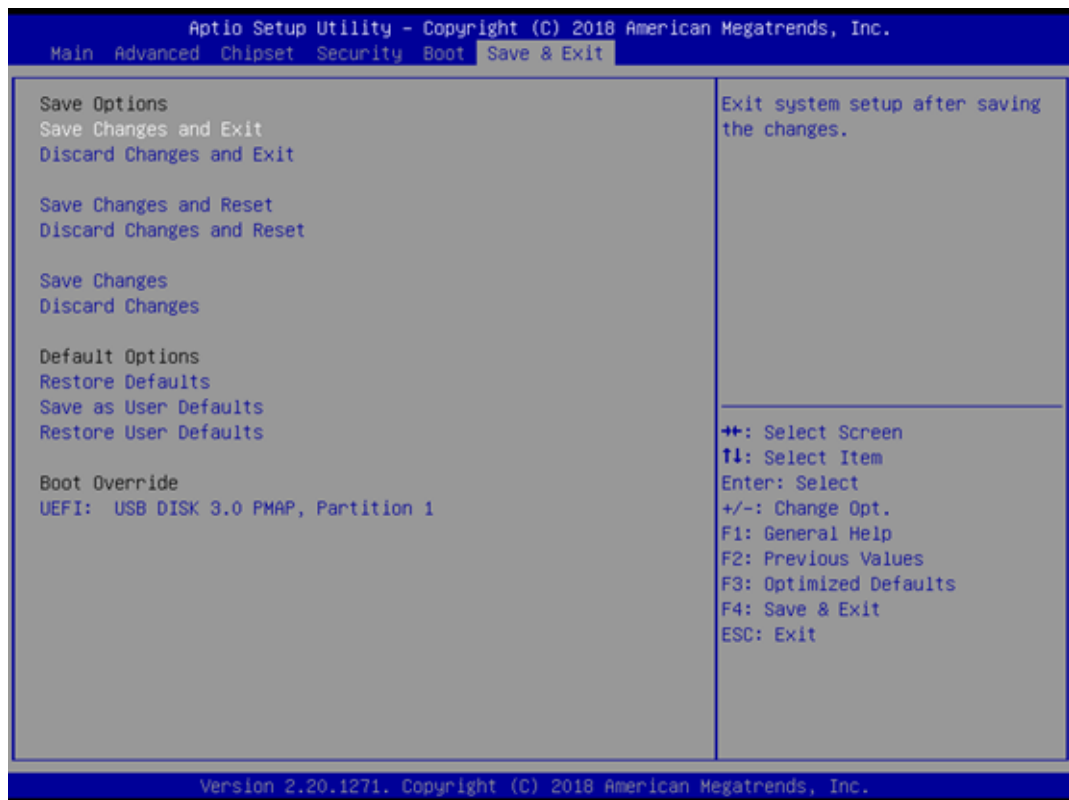 Aptio Setup Utility – Copyright (C) 2018 American Megatrends, Inc.
Main Advanced Chipset Security Boot Save & Exit
Save Options
Save Changes and Exit
Discard Changes and Exit
Save Changes and Reset
Discard Changes and Reset
Save Changes
Discard Changes
Default Options
Restore Defaults
Save as User Defaults
Restore User Defaults
Boot Override
UEFI: USB DISK 3.0 PMAP, Partition 1
Exit system setup after saving
the changes.
→←: Select Screen
↑↓: Select Item
Enter: Select
+/-: Change Opt.
F1: General Help
F2: Previous Values
F3: Optimized Defaults
F4: Save & Exit
ESC: Exit
Version 2.20.1271. Copyright (C) 2018 American Megatrends, Inc.